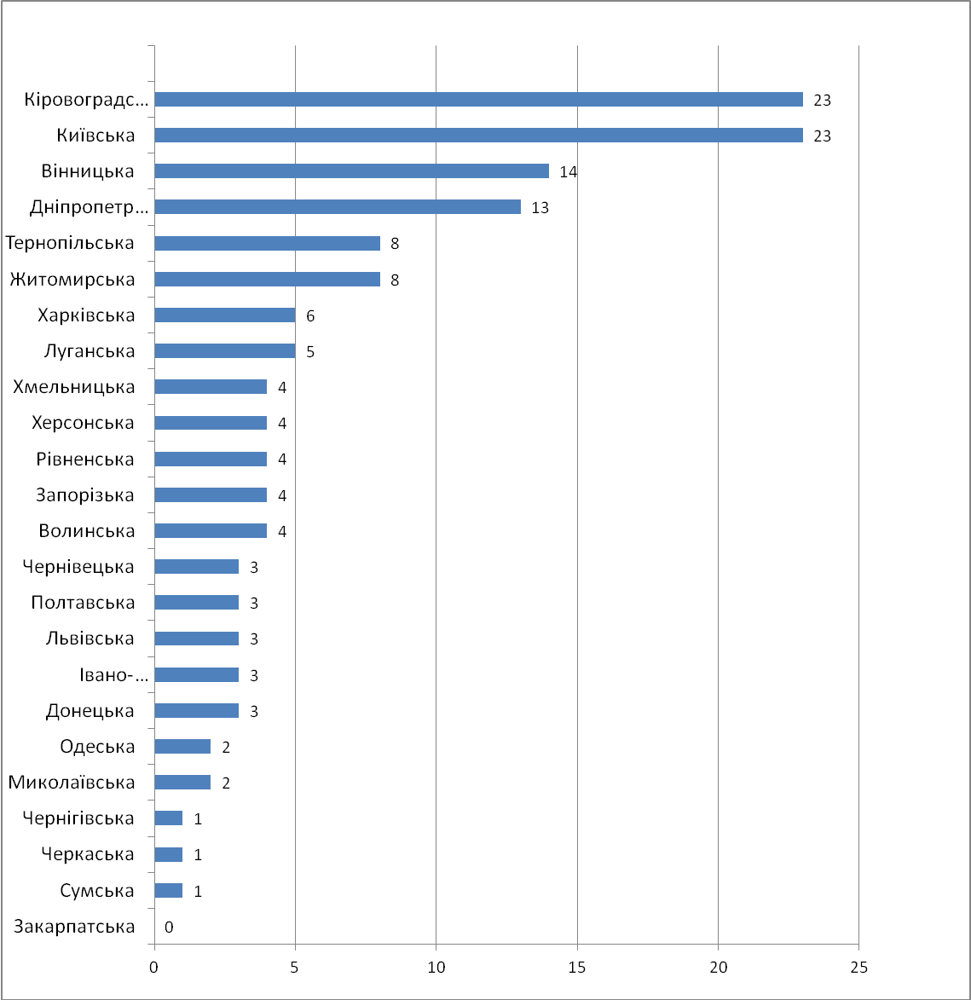 Кіровоградс... 23
Київська 23
Вінницька 14
Дніпропетр... 13
Тернопільська 8
Житомирська 8
Харківська 6
Луганська 5
Хмельницька 4
Херсонська 4
Рівненська 4
Запорізька 4
Волинська 4
Чернівецька 3
Полтавська 3
Львівська 3
Івано-... 3
Донецька 3
Одеська 2
Миколаївська 2
Чернігівська 1
Черкаська 1
Сумська 1
Закарпатська 0
0 5 10 15 20 25